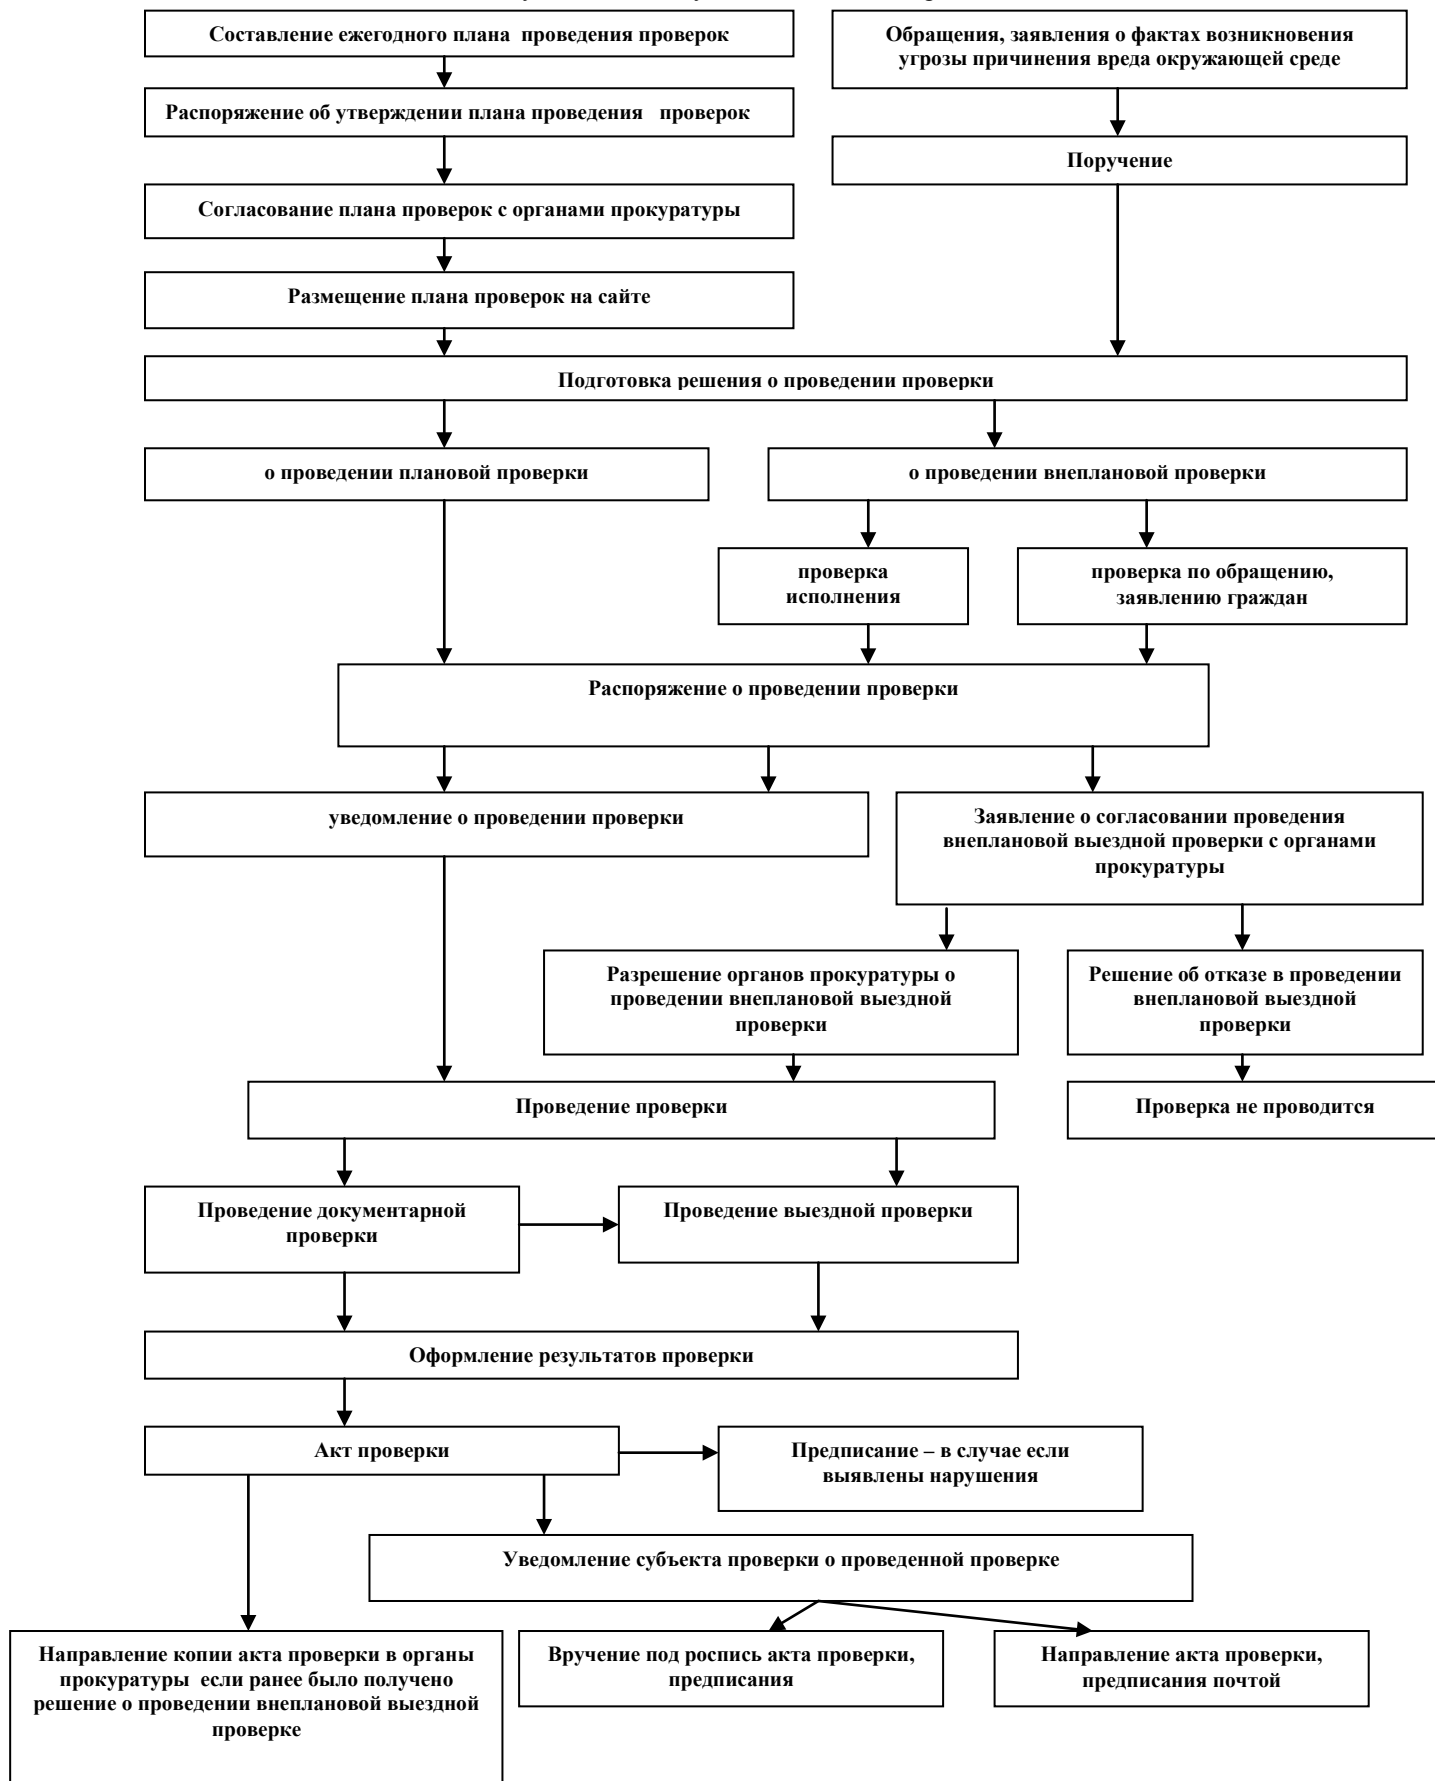 Составление ежегодного плана проведения проверок
Обращения, заявления о фактах возникновения
угрозы причинения вреда окружающей среде
Распоряжение об утверждении плана проведения проверок
Поручение
Согласование плана проверок с органами прокуратуры
Размещение плана проверок на сайте
Подготовка решения о проведении проверки
о проведении плановой проверки
о проведении внеплановой проверки
проверка
исполнения
проверка по обращению,
заявлению граждан
Распоряжение о проведении проверки
уведомление о проведении проверки
Заявление о согласовании проведения
внеплановой выездной проверки с органами
прокуратуры
Разрешение органов прокуратуры о
проведении внеплановой выездной
проверки
Решение об отказе в проведении
внеплановой выездной
проверки
Проведение проверки
Проверка не проводится
Проведение документарной
проверки
Проведение выездной проверки
Оформление результатов проверки
Акт проверки
Предписание – в случае если
выявлены нарушения
Уведомление субъекта проверки о проведенной проверке
Направление копии акта проверки в органы
прокуратуры если ранее было получено
решение о проведении внеплановой выездной
проверке
Вручение под роспись акта проверки,
предписания
Направление акта проверки,
предписания почтой